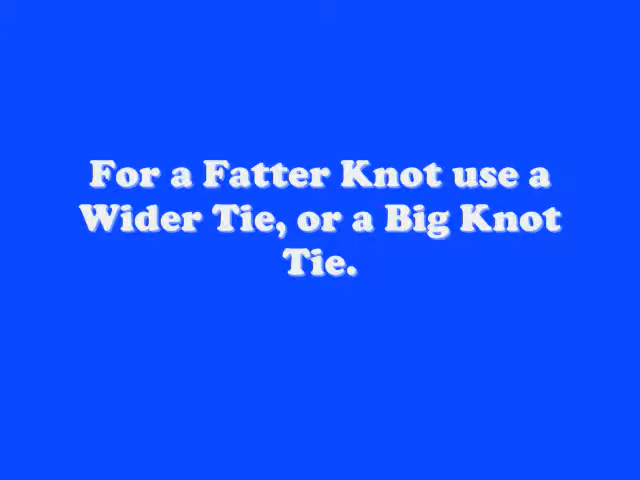 For a Fatter Knot use a
Wider Tie, or a Big Knot
Tie.